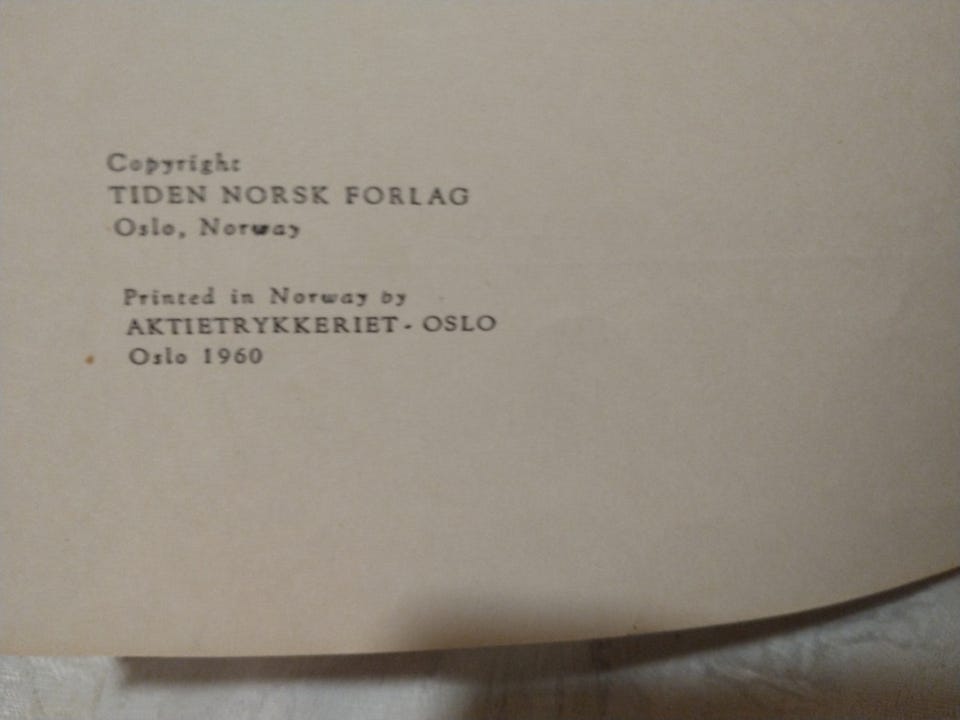 Copyright
TIDEN NORSK FORLAG
Oslo, Norway
Printed in Norway by
AKTIETRYKKERIET - OSLO
Oslo 1960